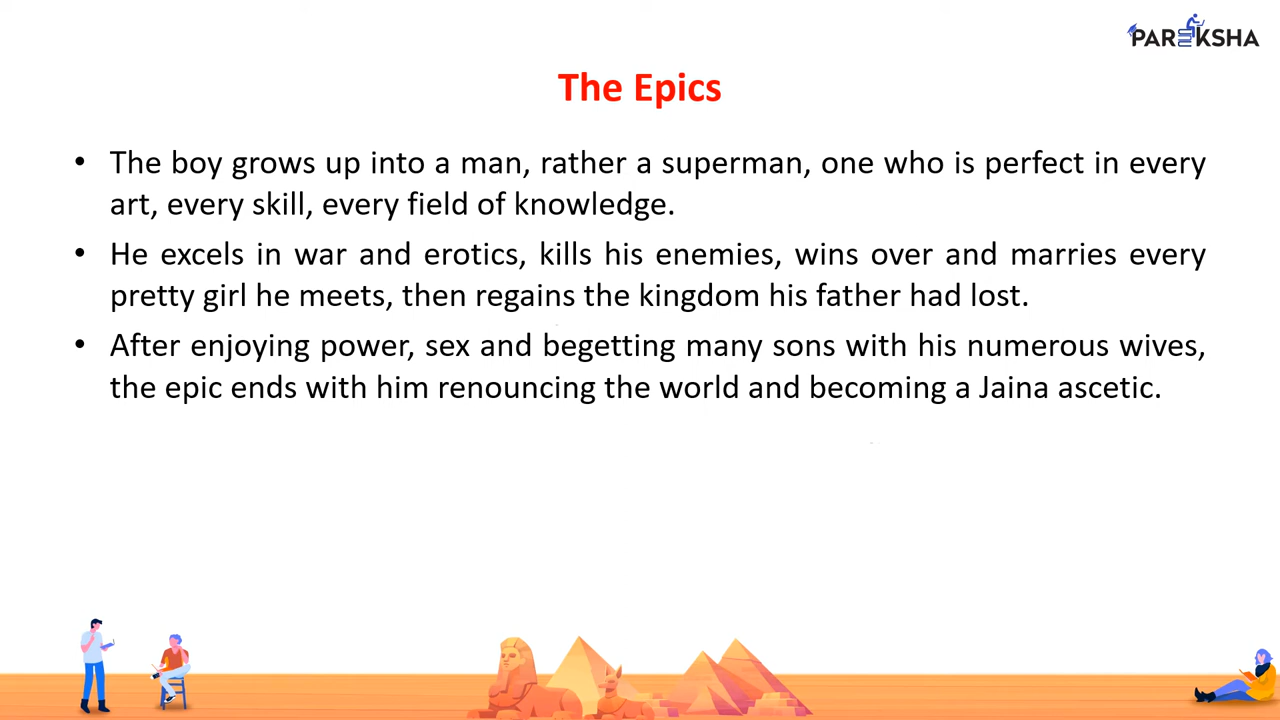 PAREKSHA
The Epics
• The boy grows up into a man, rather a superman, one who is perfect in every
art, every skill, every field of knowledge.
• He excels in war and erotics, kills his enemies, wins over and marries every
pretty girl he meets, then regains the kingdom his father had lost.
• After enjoying power, sex and begetting many sons with his numerous wives,
the epic ends with him renouncing the world and becoming a Jaina ascetic.